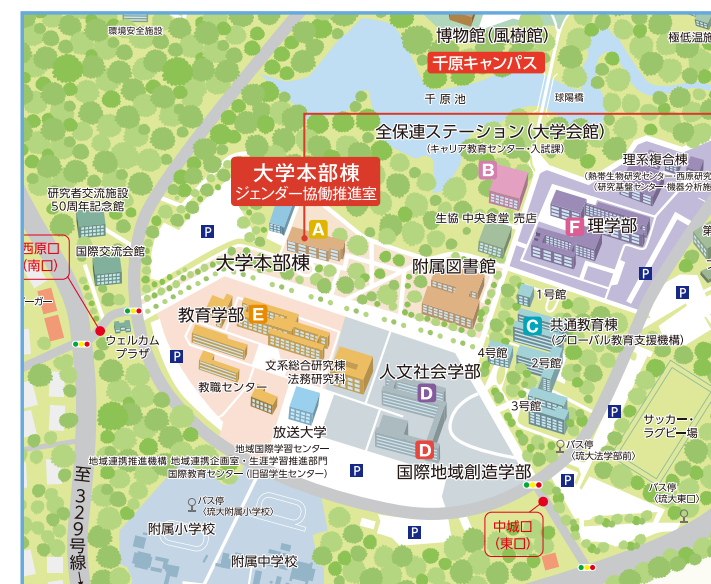 環境安全施設
博物館（風樹館）
極低温施
千原キャンパス
千原池
球陽橋
全保連ステーション（大学会館）
（キャリア教育センター・入試課）
大学本部棟
ジェンダー協働推進室
理系複合棟
（熱帯生物研究センター・西原研究
（研究基盤センター・機器分析施
B
研究者交流施設
50周年記念館
P
A
生協 中央食堂 売店
F 理学部
第
西原口
（南口）
国際交流会館
大学本部棟
附属図書館
P
P
1号館
ーガー
教育学部 E
C 共通教育棟
（グローバル教育支援機構）
ウェルカム
プラザ
P
4号館
2号館
文系総合研究棟
法務研究科
人文社会学部
D
教職センター
3号館
P
サッカー・
ラグビー場
放送大学
地域国際学習センター
バス停
（琉大法学部前）
D
地域連携推進機構 地域連携企画室・生涯学習推進部門
国際教育センター（旧留学生センター）
P
国際地域創造学部
P
至329号線→
バス停
（琉大附属小学校）
バス停
（琉大東口）
附属小学校
P
中城口
（東口）
附属中学校